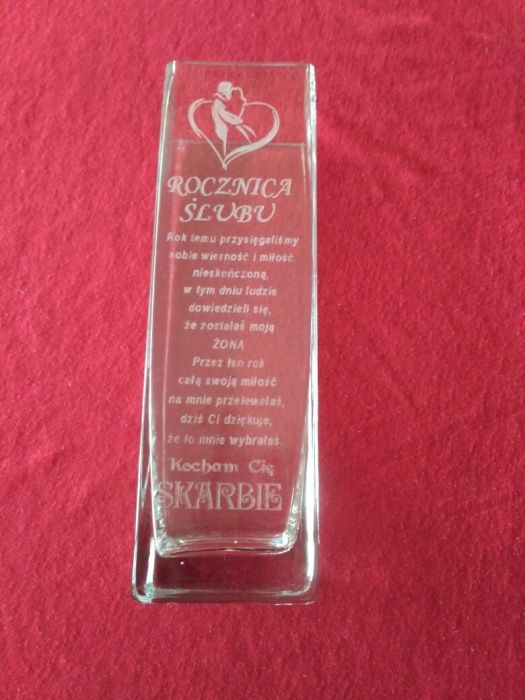 ROCZNICA
ŚLUBU
Rok temu przysięgaliśmy
sobie wierność i miłość
nieskończoną,
w tym dniu ludzie
dowiedzieli się,
że zostałaś moją
ŻONĄ
Przez ten rok
całą swoją miłość
na mnie przelewałaś,
dziś Ci dziękuję,
że to mnie wybrałaś.
Kocham Cię
SKARBIE